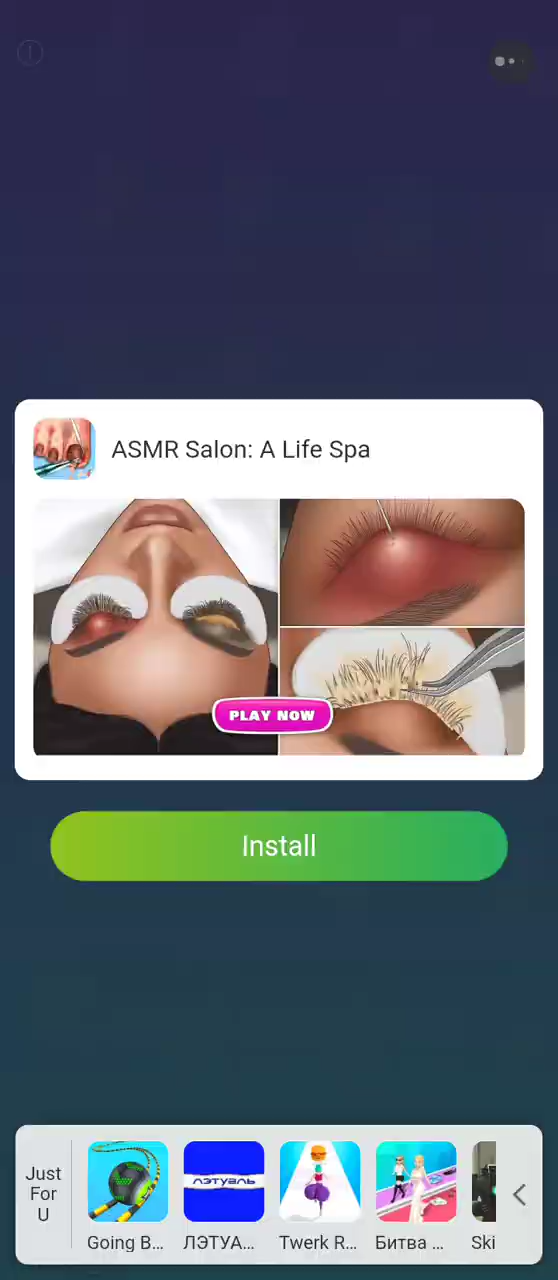 ASMR Salon: A Life Spa
PLAY NOW
Install
Just
For
U
ЛЭТУАЛЬ
Going B...
ЛЭТУА...
Twerk R...
Битва ...
Ski